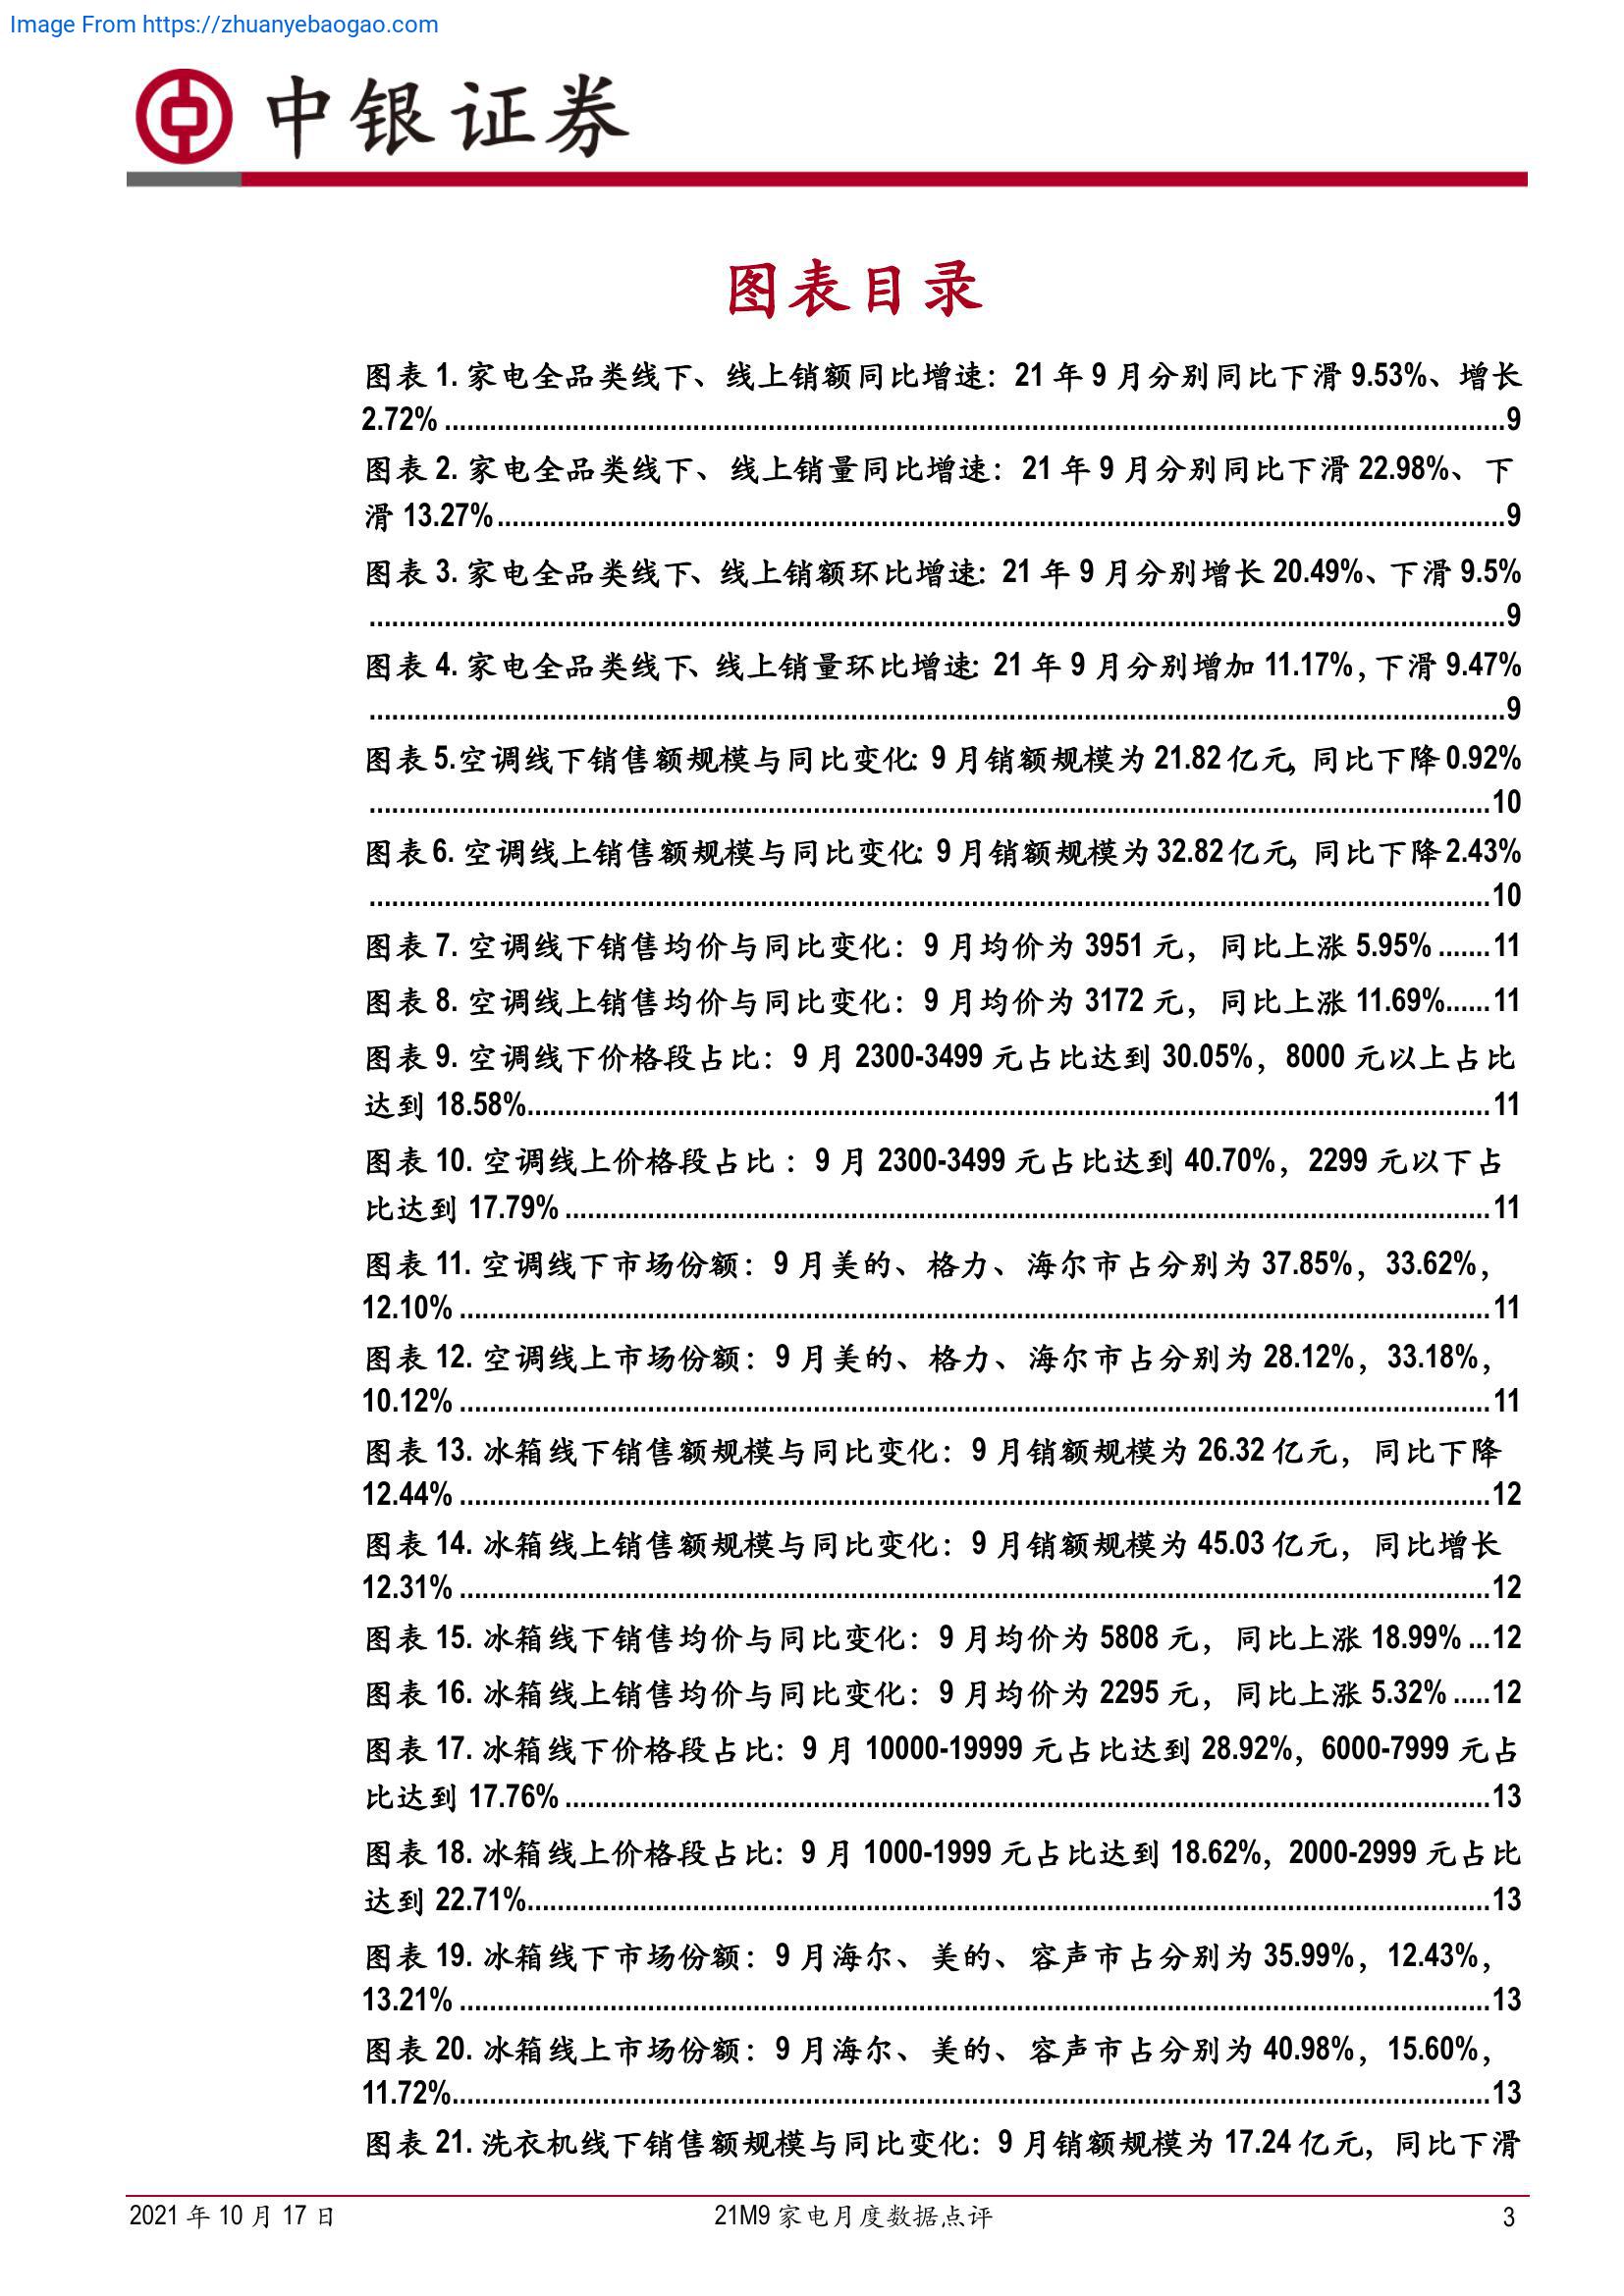 Image From https://zhuanyebaogao.com
中银证券
图表目录
图表 1. 家电全品类线下、线上销额同比增速：21 年 9 月分别同比下滑 9.53%、增长
2.72% ........................................................................................................................9
图表 2. 家电全品类线下、线上销量同比增速：21 年 9 月分别同比下滑 22.98%、下
滑 13.27%........................................................................................................................9
图表 3. 家电全品类线下、线上销额环比增速：21 年 9 月分别增长 20.49%、下滑 9.5%
........................................................................................................................9
图表 4. 家电全品类线下、线上销量环比增速：21 年 9 月分别增加 11.17%，下滑 9.47%
........................................................................................................................9
图表 5.空调线下销售额规模与同比变化：9 月销额规模为 21.82 亿元，同比下降 0.92%
........................................................................................................................10
图表 6. 空调线上销售额规模与同比变化：9 月销额规模为 32.82 亿元，同比下降 2.43%
........................................................................................................................10
图表 7. 空调线下销售均价与同比变化：9 月均价为 3951 元，同比上涨 5.95% .......11
图表 8. 空调线上销售均价与同比变化：9 月均价为 3172 元，同比上涨 11.69%......11
图表 9. 空调线下价格段占比：9 月 2300-3499 元占比达到 30.05%，8000 元以上占比
达到 18.58%........................................................................................................................11
图表 10. 空调线上价格段占比：9 月 2300-3499 元占比达到 40.70%，2299 元以下占
比达到 17.79% ........................................................................................................................11
图表 11. 空调线下市场份额：9 月美的、格力、海尔市占分别为 37.85%，33.62%，
12.10% ........................................................................................................................11
图表 12. 空调线上市场份额：9 月美的、格力、海尔市占分别为 28.12%，33.18%，
10.12% ........................................................................................................................11
图表 13. 冰箱线下销售额规模与同比变化：9 月销额规模为 26.32 亿元，同比下降
12.44% ........................................................................................................................12
图表 14. 冰箱线上销售额规模与同比变化：9 月销额规模为 45.03 亿元，同比增长
12.31% ........................................................................................................................12
图表 15. 冰箱线下销售均价与同比变化：9 月均价为 5808 元，同比上涨 18.99% ...12
图表 16. 冰箱线上销售均价与同比变化：9 月均价为 2295 元，同比上涨 5.32% .....12
图表 17. 冰箱线下价格段占比：9 月 10000-19999 元占比达到 28.92%，6000-7999 元占
比达到 17.76% ........................................................................................................................13
图表 18. 冰箱线上价格段占比：9 月 1000-1999 元占比达到 18.62%，2000-2999 元占比
达到 22.71%........................................................................................................................13
图表 19. 冰箱线下市场份额：9 月海尔、美的、容声市占分别为 35.99%，12.43%，
13.21% ........................................................................................................................13
图表 20. 冰箱线上市场份额：9 月海尔、美的、容声市占分别为 40.98%，15.60%，
11.72%........................................................................................................................13
图表 21. 洗衣机线下销售额规模与同比变化：9 月销额规模为 17.24 亿元，同比下滑
2021 年 10 月 17 日
21M9 家电月度数据点评
3